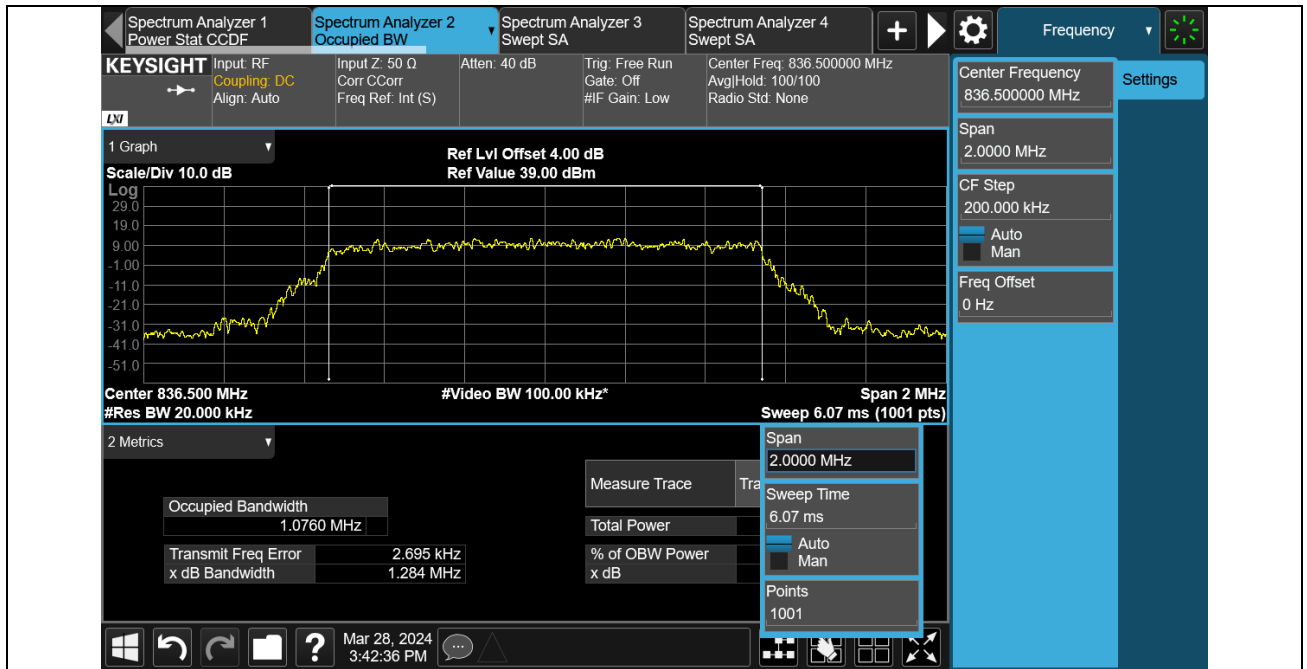 Spectrum Analyzer 1
Power Stat CCDF
Spectrum Analyzer 2
Occupied BW
Spectrum Analyzer 3
Swept SA
Spectrum Analyzer 4
Swept SA
+
Frequency
KEYSIGHT
LXI
Input: RF
Coupling: DC
Align: Auto
Input Z: 50 Ω
Corr CCorr
Freq Ref: Int (S)
Atten: 40 dB
Trig: Free Run
Gate: Off
#IF Gain: Low
Center Freq: 836.500000 MHz
Avg|Hold: 100/100
Radio Std: None
Center Frequency
836.500000 MHz
Settings
Span
2.0000 MHz
CF Step
200.000 kHz
Auto
Man
Freq Offset
0 Hz
1 Graph
Scale/Div 10.0 dB
Ref Lvl Offset 4.00 dB
Ref Value 39.00 dBm
Log
29.0
19.0
9.00
-1.00
-11.0
-21.0
-31.0
-41.0
-51.0
Center 836.500 MHz
#Video BW 100.00 kHz*
Span 2 MHz
#Res BW 20.000 kHz
Sweep 6.07 ms (1001 pts)
2 Metrics
Occupied Bandwidth
1.0760 MHz
Transmit Freq Error 2.695 kHz
x dB Bandwidth 1.284 MHz
Measure Trace
Total Power
% of OBW Power
x dB
Span
2.0000 MHz
Sweep Time
6.07 ms
Auto
Man
Points
1001
?
Mar 28, 2024
3:42:36 PM